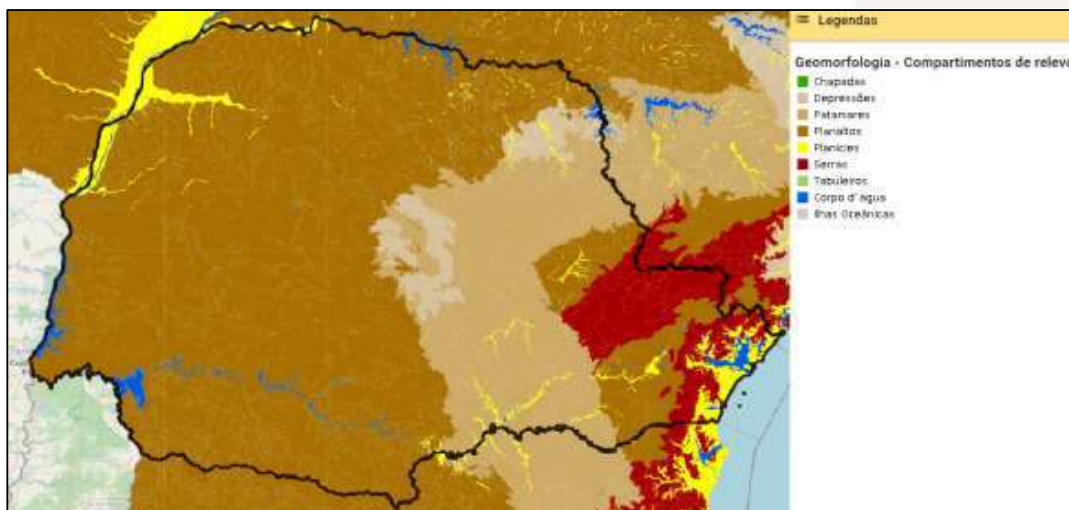 Legendas
Geomorfologia - Compartimentos de relevo
Chapadas
Depressões
Patamares
Planaltos
Planícies
Serras
Tabuleiros
Corpo d'água
Ilhas Oceânicas